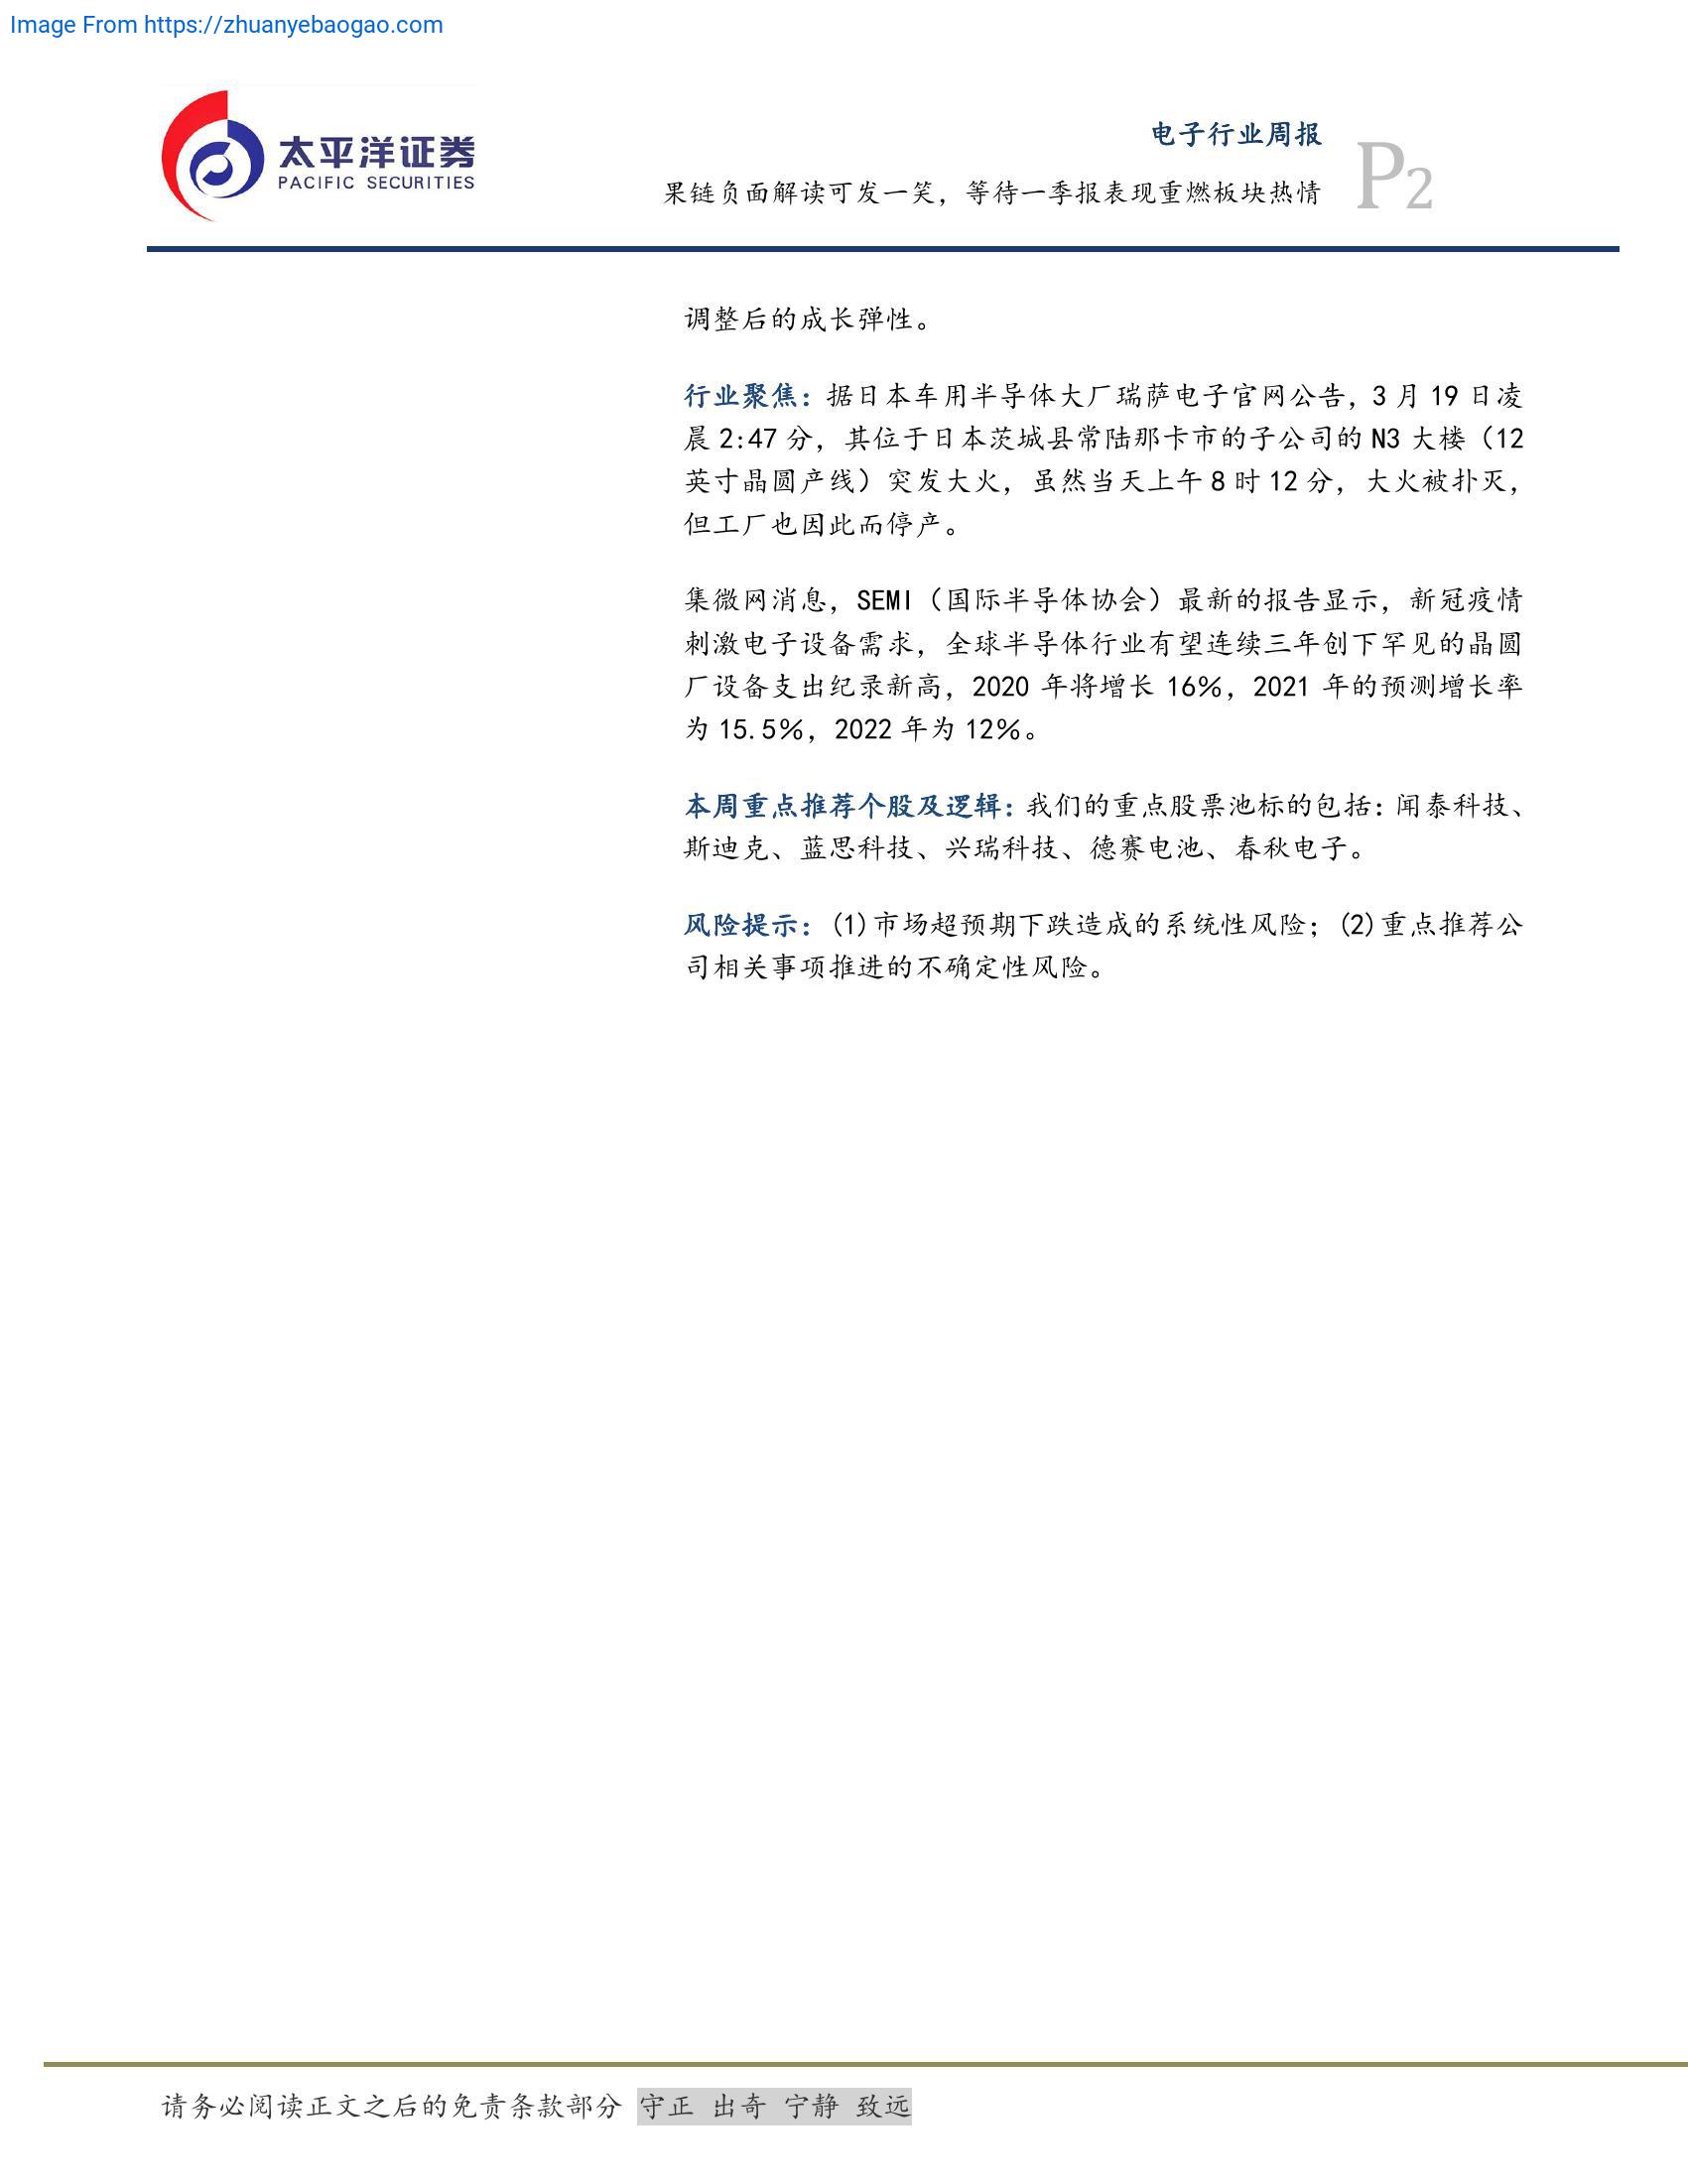 Image From https://zhuanyebaogao.com
太平洋证券
PACIFIC SECURITIES
电子行业周报
果链负面解读可发一笑，等待一季报表现重燃板块热情
P2
调整后的成长弹性。
行业聚焦：据日本车用半导体大厂瑞萨电子官网公告，3 月 19 日凌
晨 2:47 分，其位于日本茨城县常陆那卡市的子公司的 N3 大楼（12
英寸晶圆产线）突发大火，虽然当天上午 8 时 12 分，大火被扑灭，
但工厂也因此而停产。
集微网消息，SEMI（国际半导体协会）最新的报告显示，新冠疫情
刺激电子设备需求，全球半导体行业有望连续三年创下罕见的晶圆
厂设备支出纪录新高，2020 年将增长 16%，2021 年的预测增长率
为 15.5%，2022 年为 12%。
本周重点推荐个股及逻辑：我们的重点股票池标的包括：闻泰科技、
斯迪克、蓝思科技、兴瑞科技、德赛电池、春秋电子。
风险提示：(1)市场超预期下跌造成的系统性风险；(2)重点推荐公
司相关事项推进的不确定性风险。
请务必阅读正文之后的免责条款部分 守正 出奇 宁静 致远